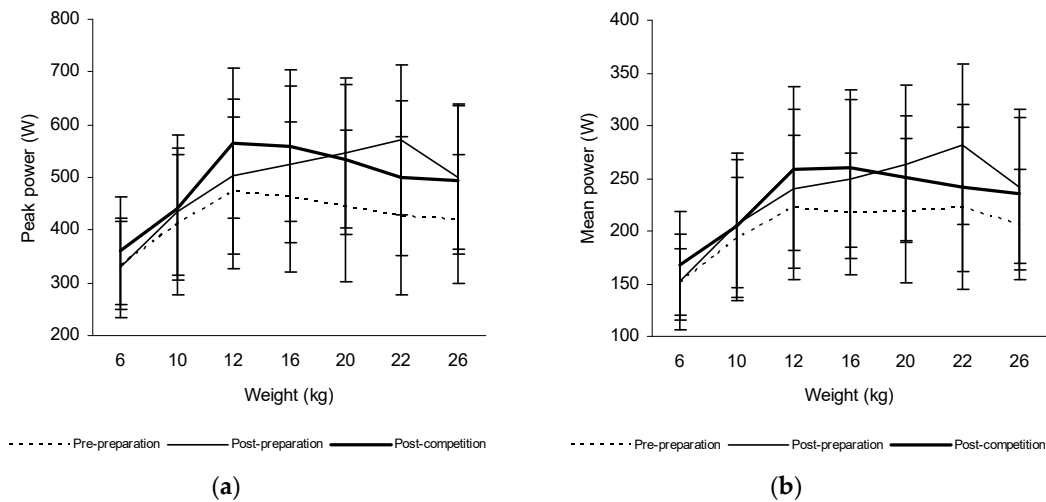 800
700
600
500
400
300
200
Peak power (W)
6 10 12 16 20 22 26
Weight (kg)
Pre-preparation Post-preparation Post-competition
(a)
400
350
300
250
200
150
100
Mean power (W)
6 10 12 16 20 22 26
Weight (kg)
Pre-preparation Post-preparation Post-competition
(b)